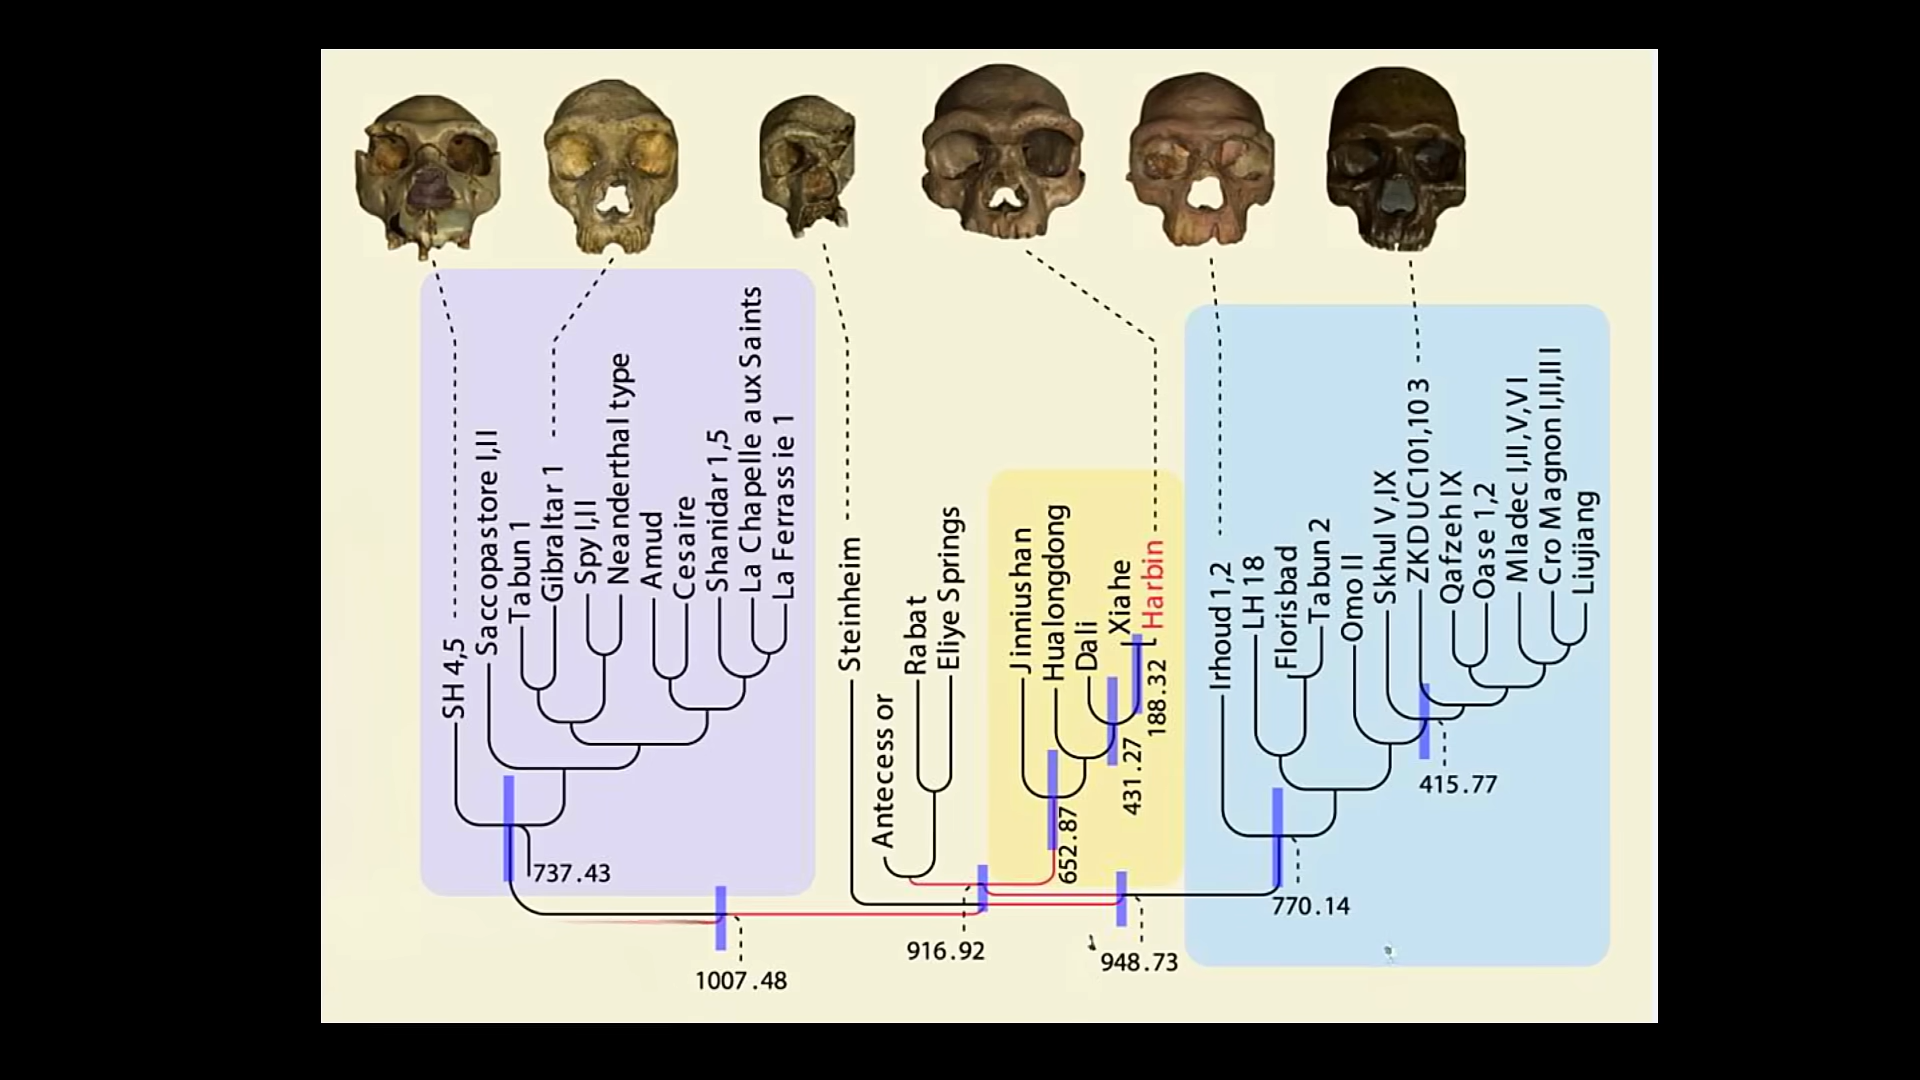 SH 4,5
Saccopastore I,II
Tabun 1
Gibraltar 1
Spy I,II
Neanderthal type
Amud
Cesaire
Shanidar 1,5
La Chapelle aux Saints
La Ferrassie 1
Steinheim
Antecessor
Rabat
Eliye Springs
Jinniushan
Hualongdong
Dali
Xiahe
Harbin
Irhoud 1,2
LH 18
Florisbad
Tabun 2
Omo II
Skhul V,IX
ZKD UC101,103
Qafzeh IX
Oase 1,2
Mladec I,II,V,VI
Cro Magnon I,II,III
Liujiang
737.43
1007.48
916.92
652.87
431.27
188.32
948.73
770.14
415.77